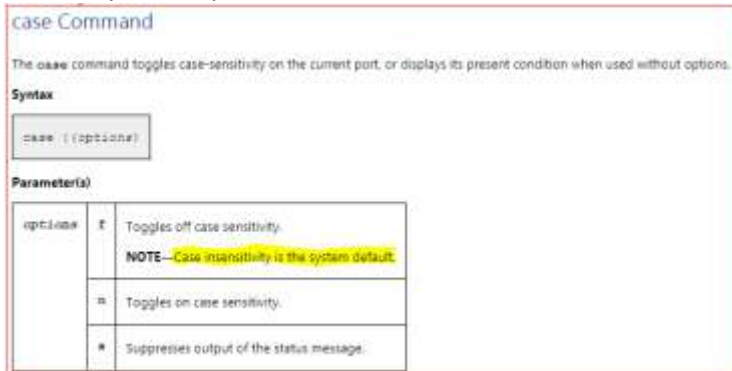 case Command
The case command toggles case-sensitivity on the current port, or displays its present condition when used without options.
Syntax
case {(options)
Parameter(s)
options f Toggles off case sensitivity.
NOTE—Case insensitivity is the system default.
n Toggles on case sensitivity.
Suppresses output of the status message.